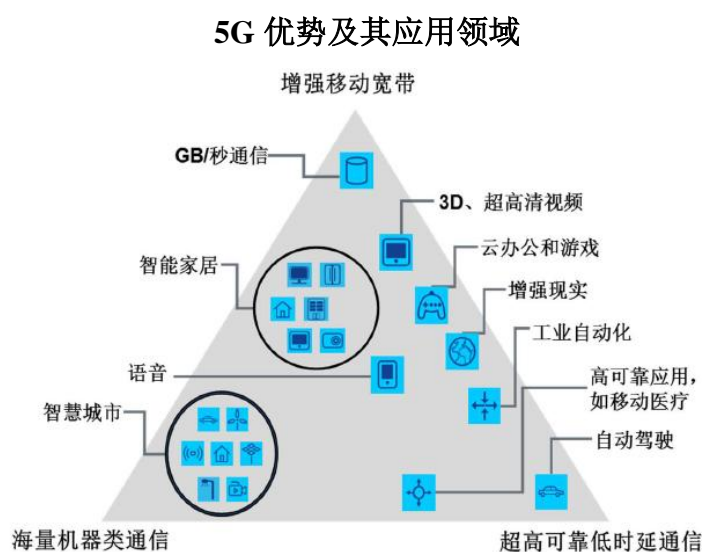 5G 优势及其应用领域
增强移动宽带
GB/秒通信
3D、超高清视频
云办公和游戏
智能家居
增强现实
工业自动化
语音
高可靠应用，
如移动医疗
智慧城市
自动驾驶
海量机器类通信
超高可靠低时延通信